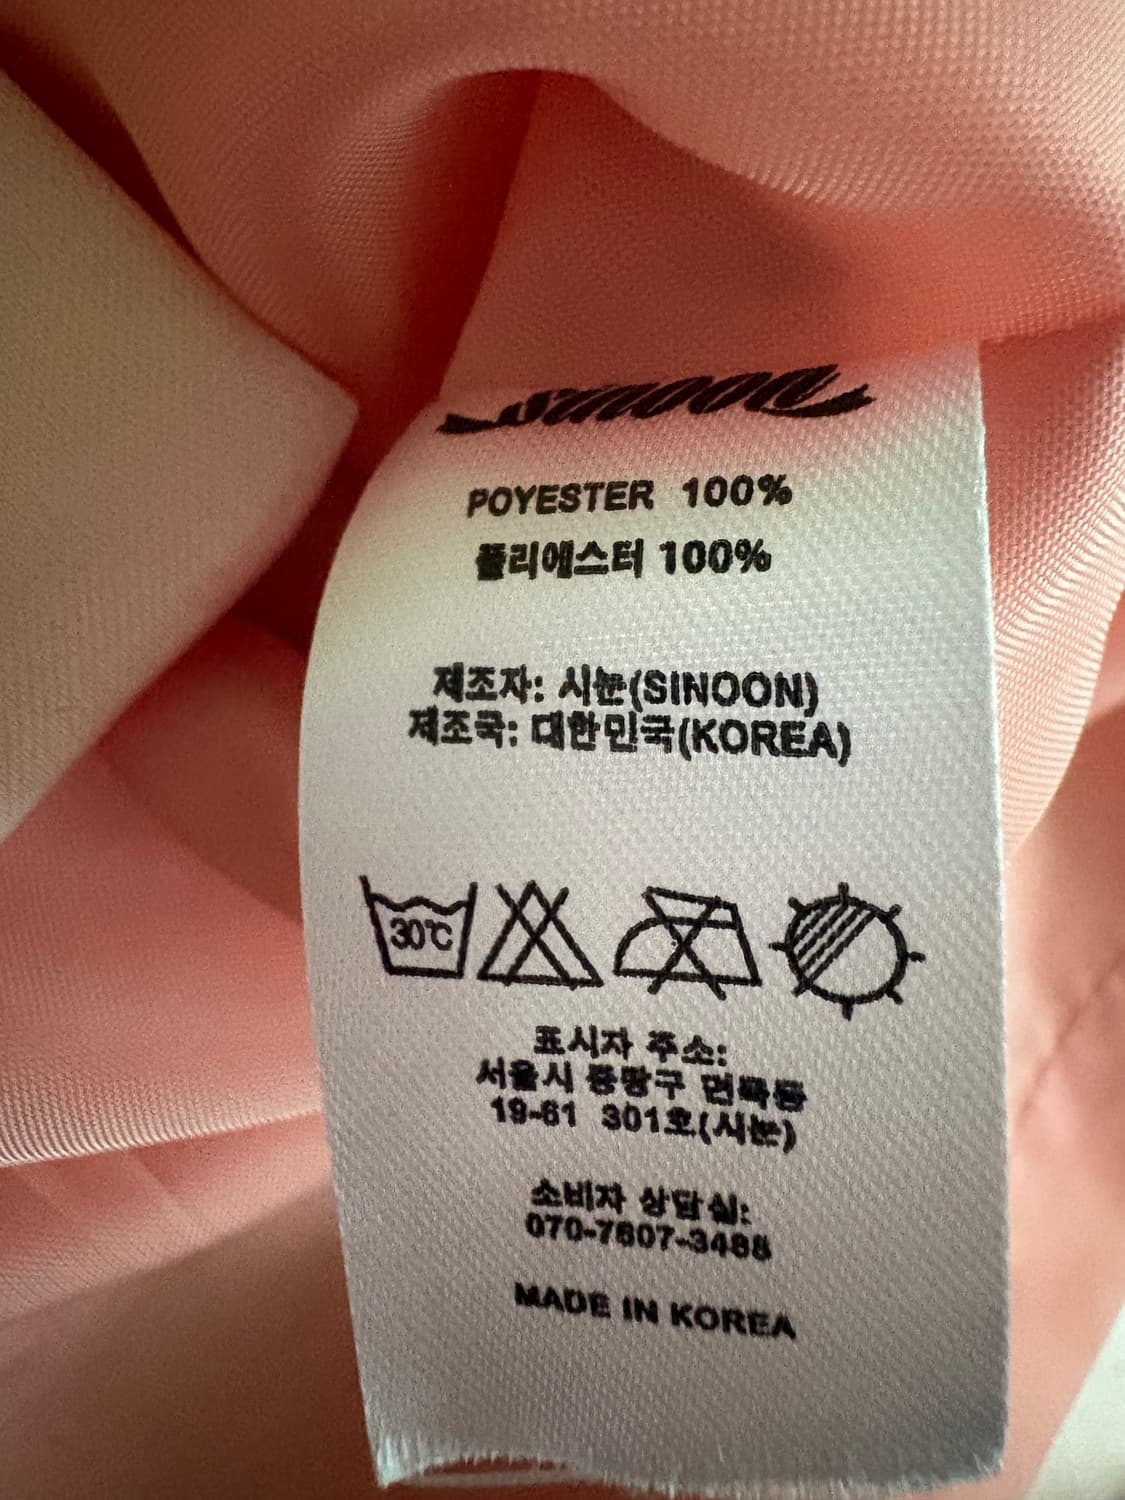 Sinoon
POYESTER 100%
폴리에스터 100%
제조자: 시눈(SINOON)
제조국: 대한민국(KOREA)
30℃
표시자 주소:
서울시 중랑구 면목동
19-61 301호(시눈)
소비자 상담실:
070-7607-3488
MADE IN KOREA